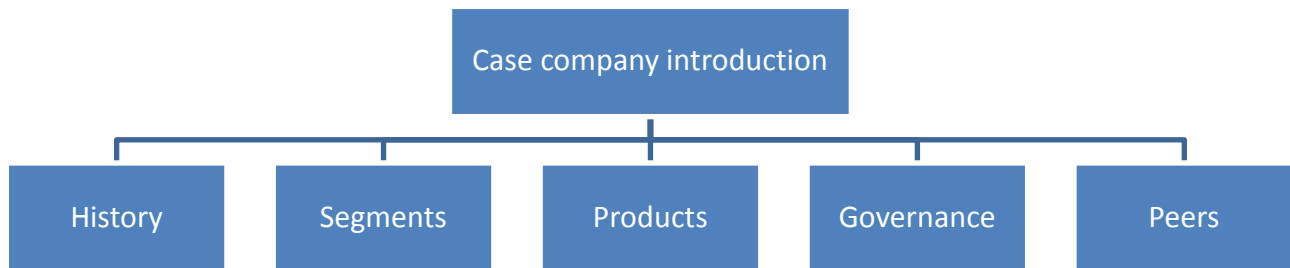 Case company introduction
History
Segments
Products
Governance
Peers